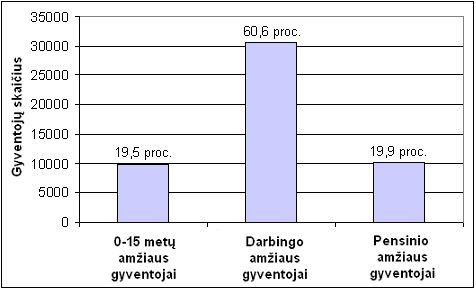 Gyventojų skaičius
35000
30000
25000
20000
15000
10000
5000
0
19,5 proc.
60,6 proc.
19,9 proc.
0-15 metų
amžiaus
gyventojai
Darbingo
amžiaus
gyventojai
Pensinio
amžiaus
gyventojai